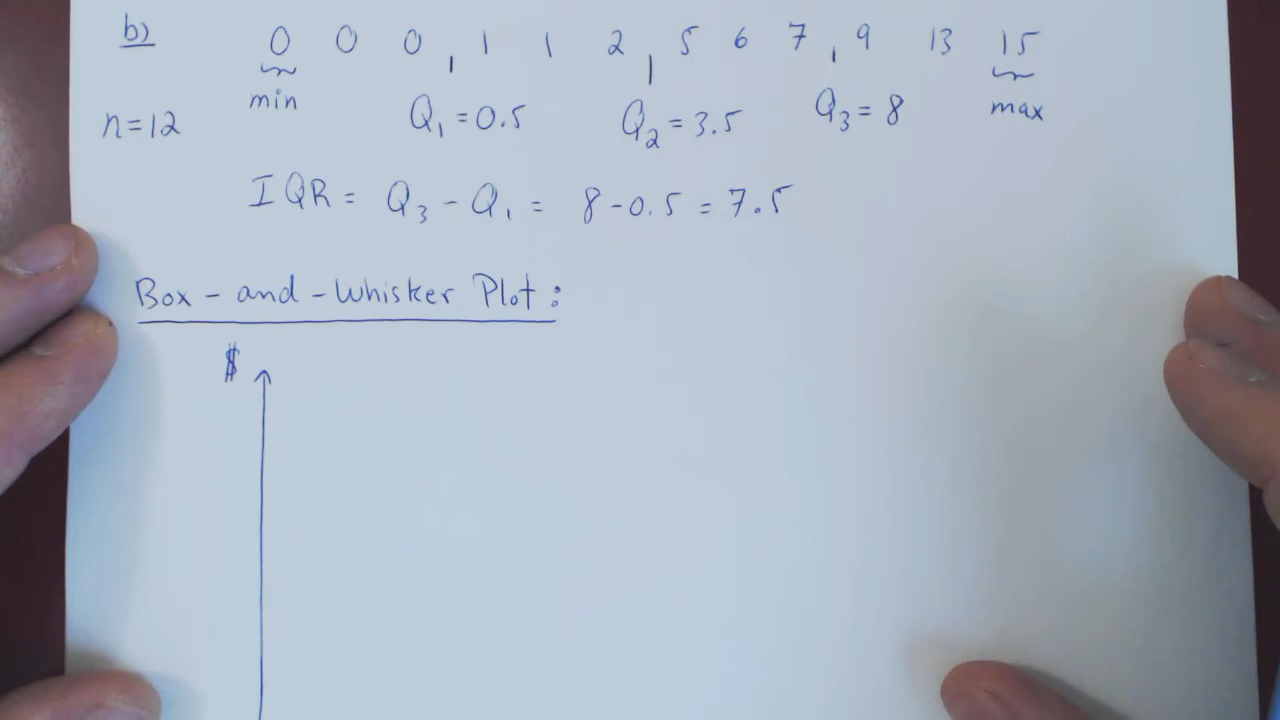 b) 0 0 0 1 1 2 5 6 7 9 13 15
min max
n=12 Q₁ = 0.5 Q₂ = 3.5 Q₃ = 8
IQR = Q₃ - Q₁ = 8 - 0.5 = 7.5
Box-and-Whisker Plot:
$